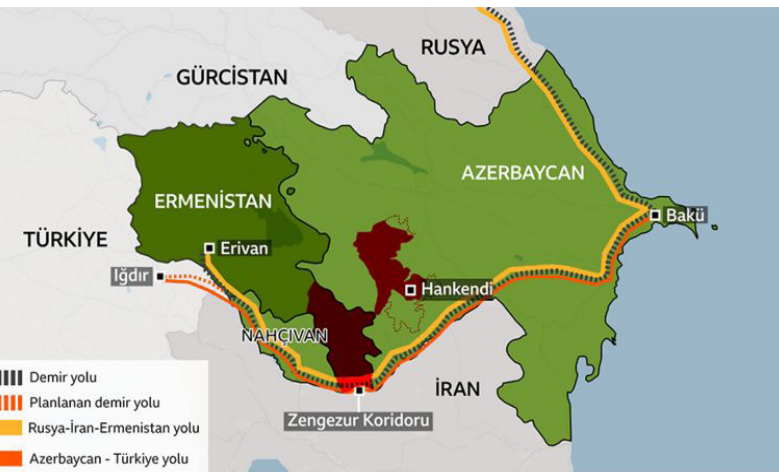 RUSYA
GÜRCİSTAN
AZERBAYCAN
ERMENİSTAN
Bakü
TÜRKİYE
Erivan
Iğdır
Hankendi
NAHÇIVAN
Demir yolu
İRAN
Planlanan demir yolu
Zengezur Koridoru
Rusya-İran-Ermenistan yolu
Azerbaycan - Türkiye yolu